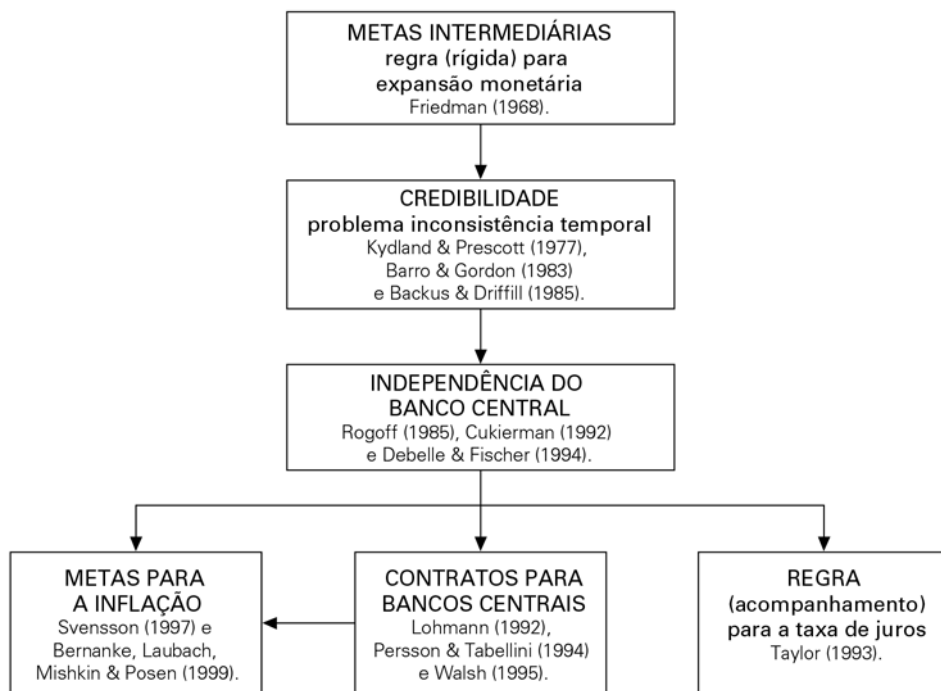 METAS INTERMEDIÁRIAS
regra (rígida) para
expansão monetária
Friedman (1968).
CREDIBILIDADE
problema inconsistência temporal
Kydland & Prescott (1977),
Barro & Gordon (1983)
e Backus & Driffill (1985).
INDEPENDÊNCIA DO
BANCO CENTRAL
Rogoff (1985), Cukierman (1992)
e Debelle & Fischer (1994).
METAS PARA
A INFLAÇÃO
Svensson (1997) e
Bernanke, Laubach,
Mishkin & Posen (1999).
CONTRATOS PARA
BANCOS CENTRAIS
Lohmann (1992),
Persson & Tabellini (1994)
e Walsh (1995).
REGRA
(acompanhamento)
para a taxa de juros
Taylor (1993).